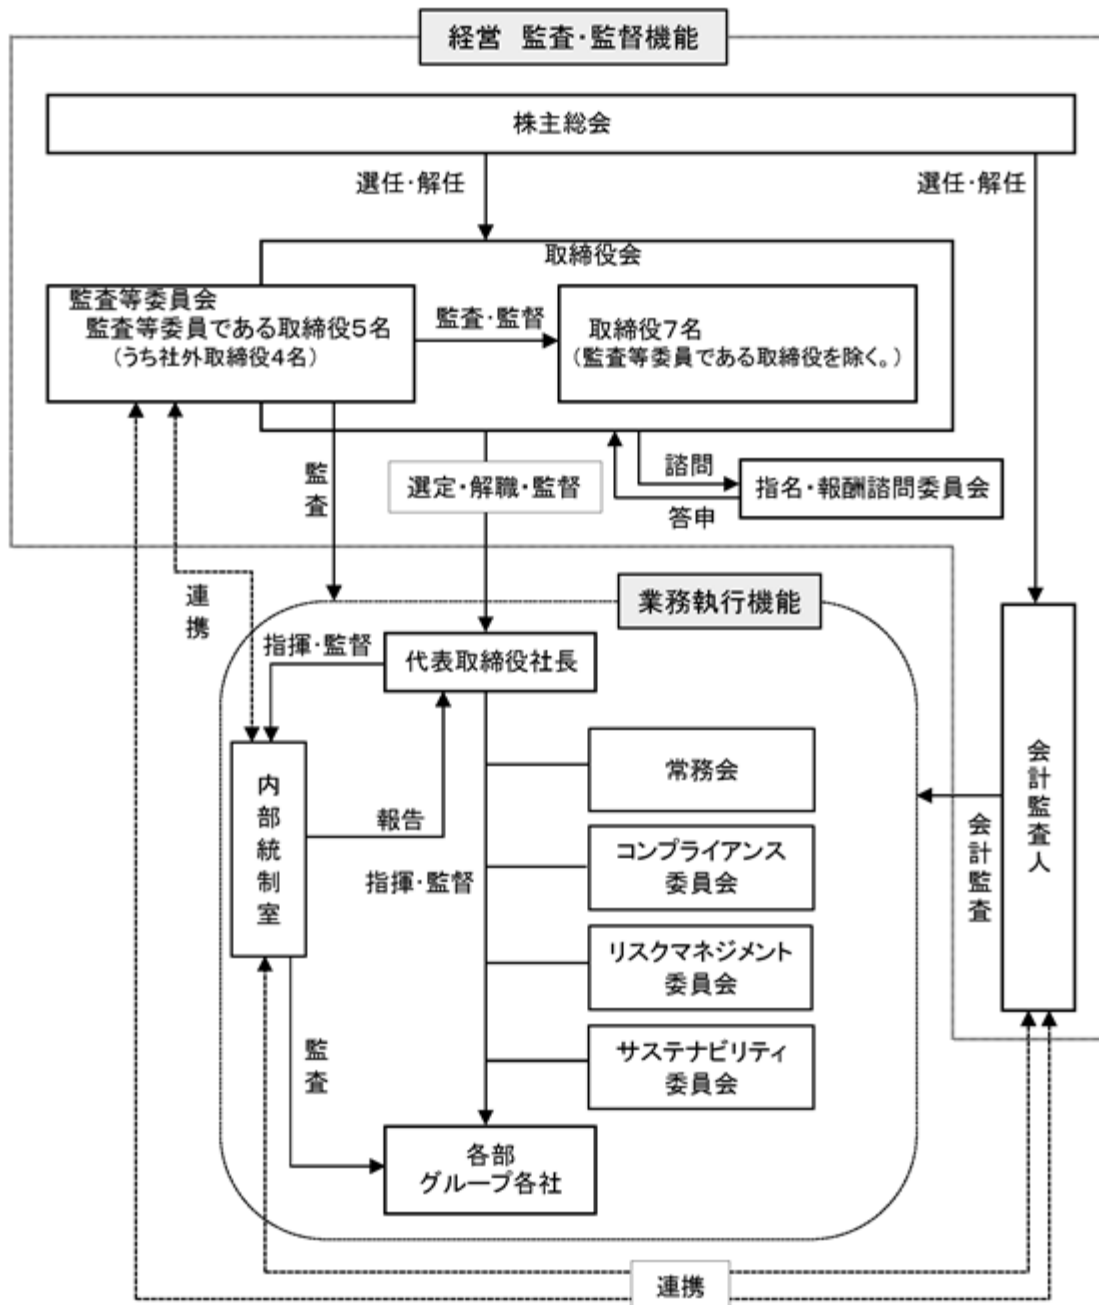 経営　監査・監督機能
株主総会
選任・解任
選任・解任
取締役会
監査等委員会
監査等委員である取締役５名
（うち社外取締役４名）
監査・監督
取締役７名
（監査等委員である取締役を除く。）
監査
選定・解職・監督
諮問
答申
指名・報酬諮問委員会
連携
業務執行機能
指揮・監督
代表取締役社長
内部統制室
報告
指揮・監督
常務会
コンプライアンス
委員会
リスクマネジメント
委員会
サステナビリティ
委員会
会計監査
会計監査人
監査
各部
グループ各社
連携